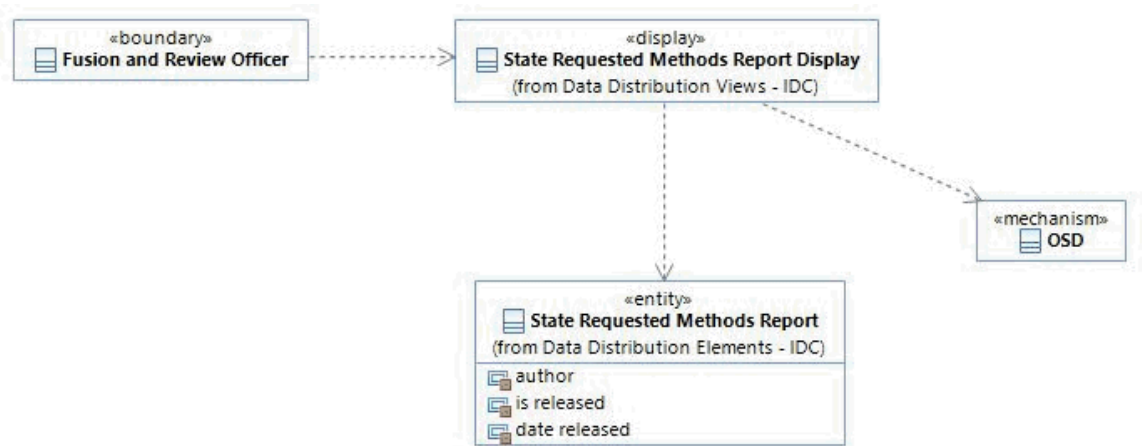 «boundary»
Fusion and Review Officer
«display»
State Requested Methods Report Display
(from Data Distribution Views - IDC)
«mechanism»
OSD
«entity»
State Requested Methods Report
(from Data Distribution Elements - IDC)
author
is released
date released